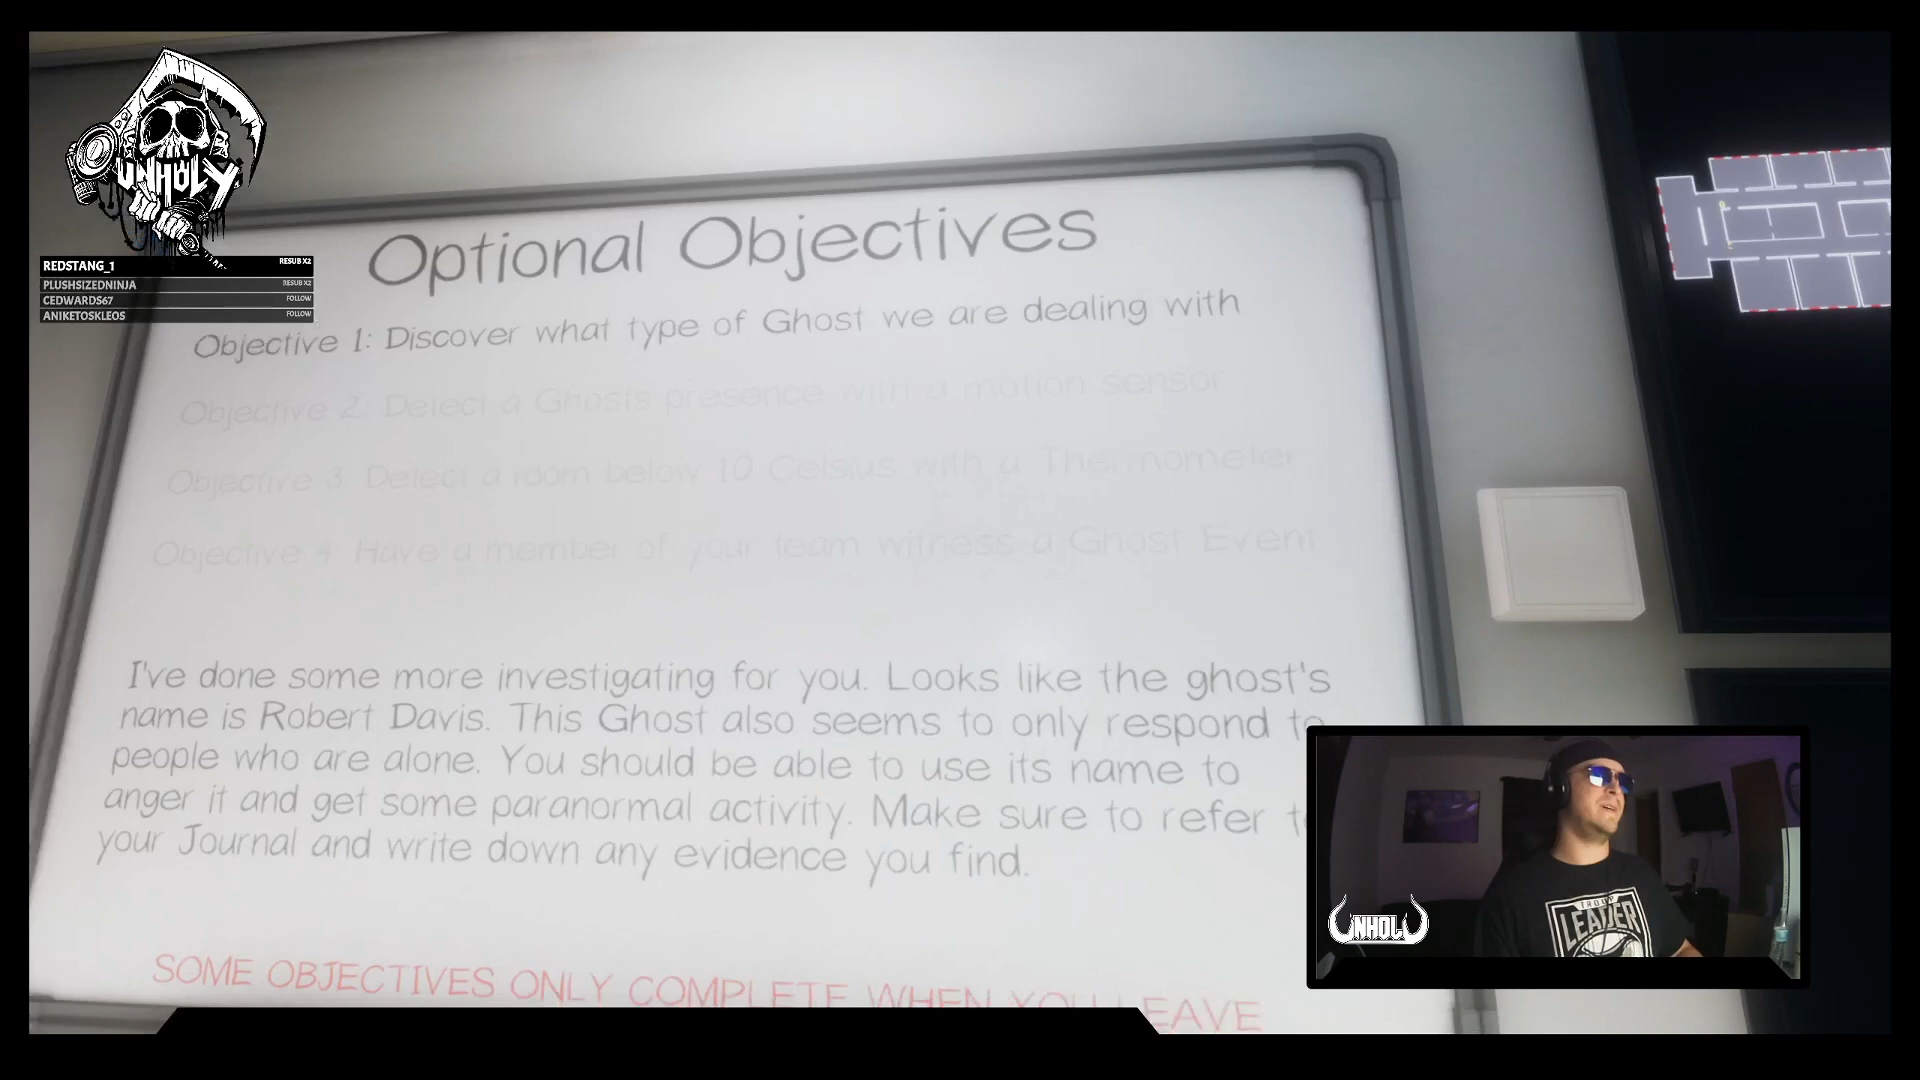 UNHOLY
REDSTANG_1 RESUB X2
PLUSHSIZEDNINJA RESUB X2
CEDWARDS67 FOLLOW
ANIKETOSKLEOS FOLLOW
Optional Objectives
Objective 1: Discover what type of Ghost we are dealing with
Objective 2: Detect a Ghosts presence with a motion sensor
Objective 3: Detect a room below 10 Celsius with a Thermometer
Objective 4: Have a member of your team witness a Ghost Event
I've done some more investigating for you. Looks like the ghost's
name is Robert Davis. This Ghost also seems to only respond to
people who are alone. You should be able to use its name to
anger it and get some paranormal activity. Make sure to refer to
your Journal and write down any evidence you find.
SOME OBJECTIVES ONLY COMPLETE WHEN YOU LEAVE
UNHOLY
TROOP
LEADER